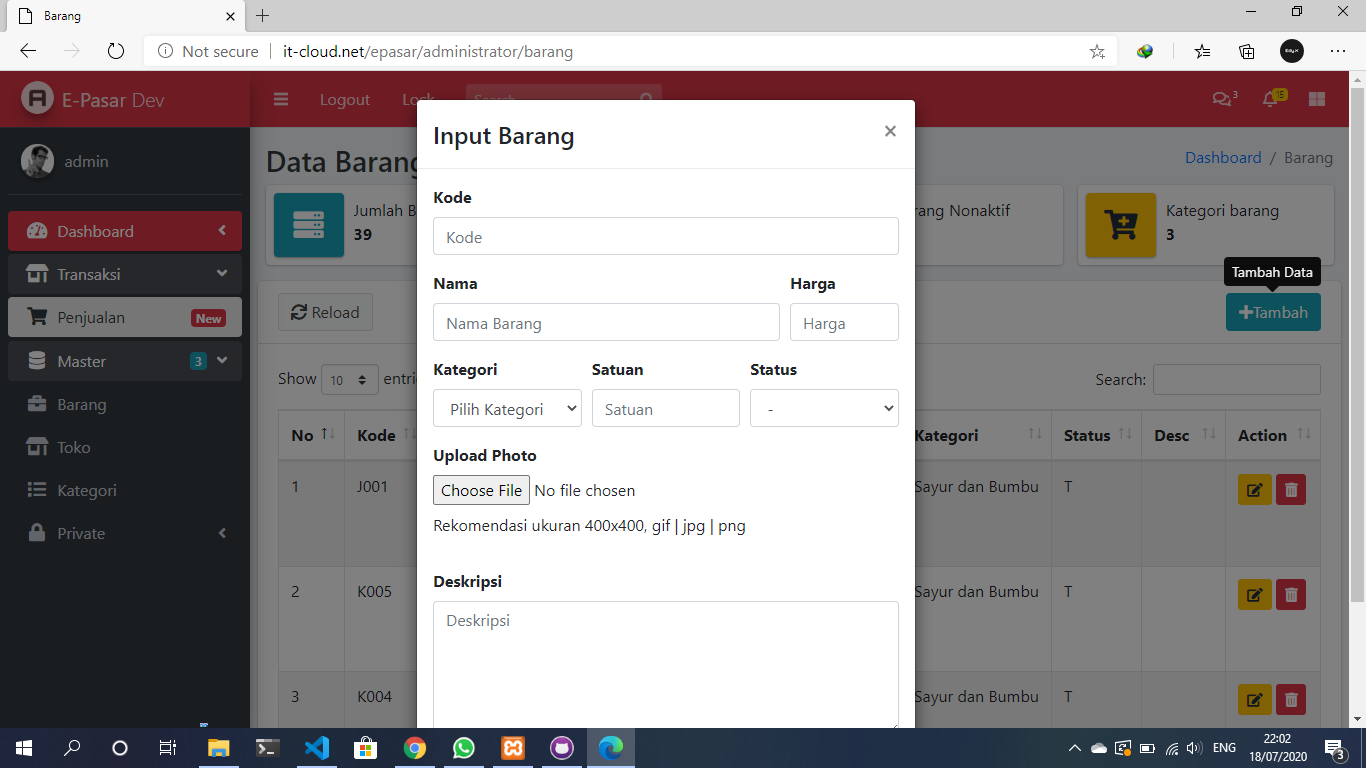 Barang
Not secure
it-cloud.net/epasar/administrator/barang
E-Pasar Dev
Logout
Lock
Search
3
15
admin
Dashboard
Transaksi
Penjualan New
Master 3
Barang
Toko
Kategori
Private
Data Barang
Dashboard / Barang
Jumlah B
39
rang Nonaktif
Kategori barang
3
Tambah Data
Reload
Tambah
Show 10 entri
Search:
No Kode Kategori Status Desc Action
1 J001 Sayur dan Bumbu T
2 K005 Sayur dan Bumbu T
3 K004 Sayur dan Bumbu T
Input Barang ×
Kode
Kode
Nama Harga
Nama Barang Harga
Kategori Satuan Status
Pilih Kategori Satuan -
Upload Photo
Choose File No file chosen
Rekomendasi ukuran 400x400, gif | jpg | png
Deskripsi
Deskripsi
ENG
22:02
18/07/2020
3